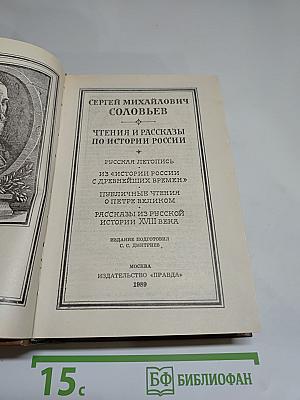 СЕРГЕЙ МИХАЙЛОВИЧ
СОЛОВЬЕВ
ЧТЕНИЯ И РАССКАЗЫ
ПО ИСТОРИИ РОССИИ
РУССКАЯ ЛЕТОПИСЬ
ИЗ «ИСТОРИИ РОССИИ
С ДРЕВНЕЙШИХ ВРЕМЕН»
ПУБЛИЧНЫЕ ЧТЕНИЯ
О ПЕТРЕ ВЕЛИКОМ
РАССКАЗЫ ИЗ РУССКОЙ
ИСТОРИИ XVIII ВЕКА
ИЗДАНИЕ ПОДГОТОВИЛ
С. С. ДМИТРИЕВ
МОСКВА
ИЗДАТЕЛЬСТВО «ПРАВДА»
1989
15 с
БФ БИБЛИОФАН